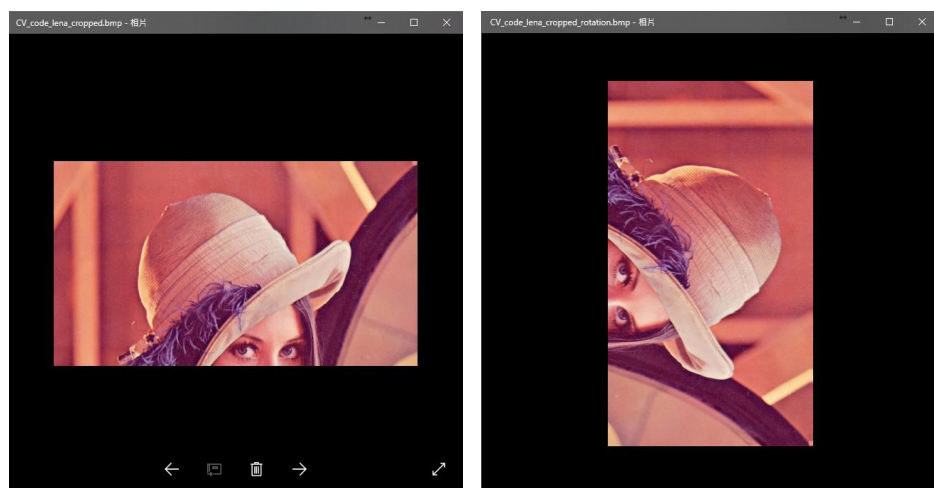 CV_code_lena_cropped.bmp - 相片
CV_code_lena_cropped_rotation.bmp - 相片